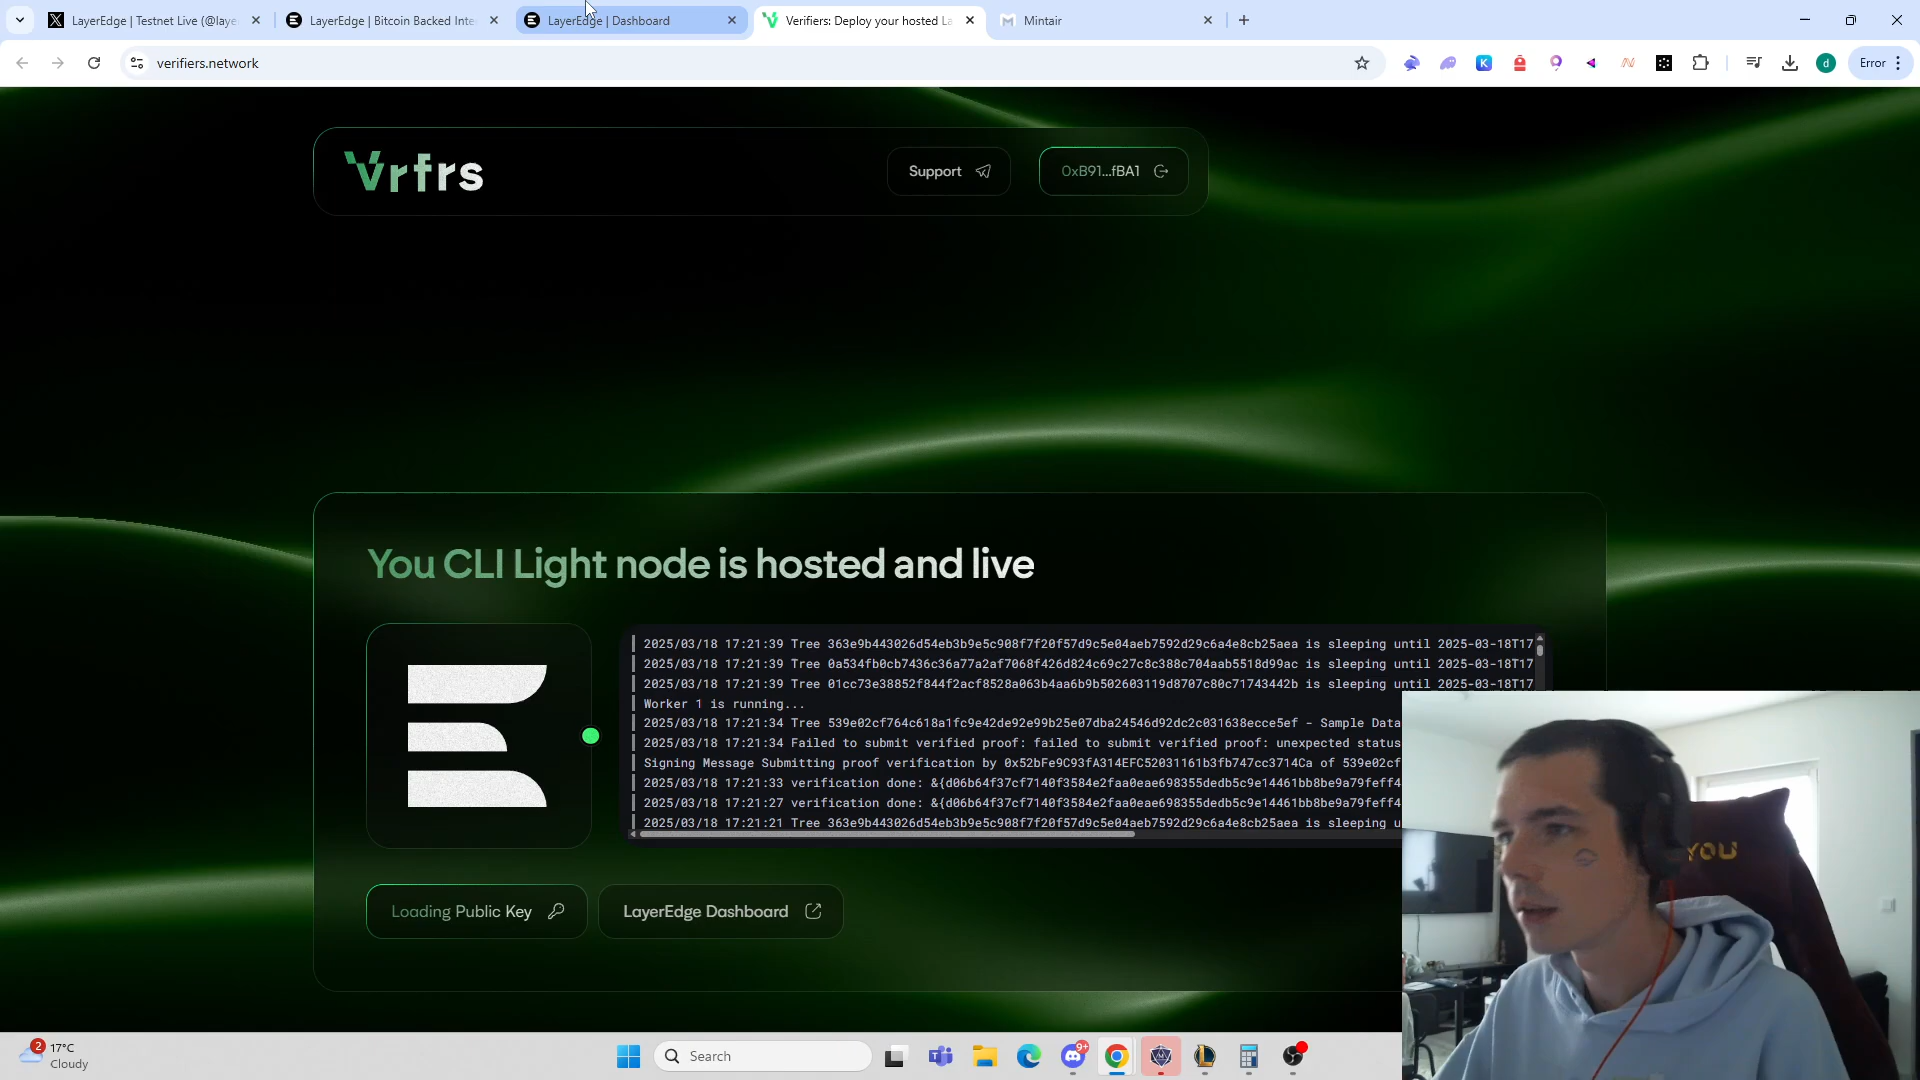 LayerEdge | Testnet Live (@laye
LayerEdge | Bitcoin Backed Inte
LayerEdge | Dashboard
Verifiers: Deploy your hosted La
Mintair
verifiers.network
Error
Vrfrs
Support
0xB91...fBA1
You CLI Light node is hosted and live
2025/03/18 17:21:39 Tree 363e9b443026d54eb3b9e5c908f7f20f57d9c5e04aeb7592d29c6a4e8cb25aea is sleeping until 2025-03-18T17
2025/03/18 17:21:39 Tree 0a534fb0cb7436c36a77a2af7068f426d824c69c27c8c388c704aab5518d99ac is sleeping until 2025-03-18T17
2025/03/18 17:21:39 Tree 01cc73e38852f844f2acf8528a063b4aa6b9b502603119d8707c80c71743442b is sleeping until 2025-03-18T17
Worker 1 is running...
2025/03/18 17:21:34 Tree 539e02cf764c618a1fc9e42de92e99b25e07dba24546d92dc2c031638ecce5ef - Sample Data
2025/03/18 17:21:34 Failed to submit verified proof: failed to submit verified proof: unexpected status
Signing Message Submitting proof verification by 0x52bFe9C93fA314EFC52031161b3fb747cc3714Ca of 539e02cf
2025/03/18 17:21:33 verification done: &{d06b64f37cf7140f3584e2faa0eae698355dedb5c9e14461bb8be9a79feff4
2025/03/18 17:21:27 verification done: &{d06b64f37cf7140f3584e2faa0eae698355dedb5c9e14461bb8be9a79feff4
2025/03/18 17:21:21 Tree 363e9b443026d54eb3b9e5c908f7f20f57d9c5e04aeb7592d29c6a4e8cb25aea is sleeping u
Loading Public Key
LayerEdge Dashboard
YOU
2
17°C
Cloudy
Search
9+